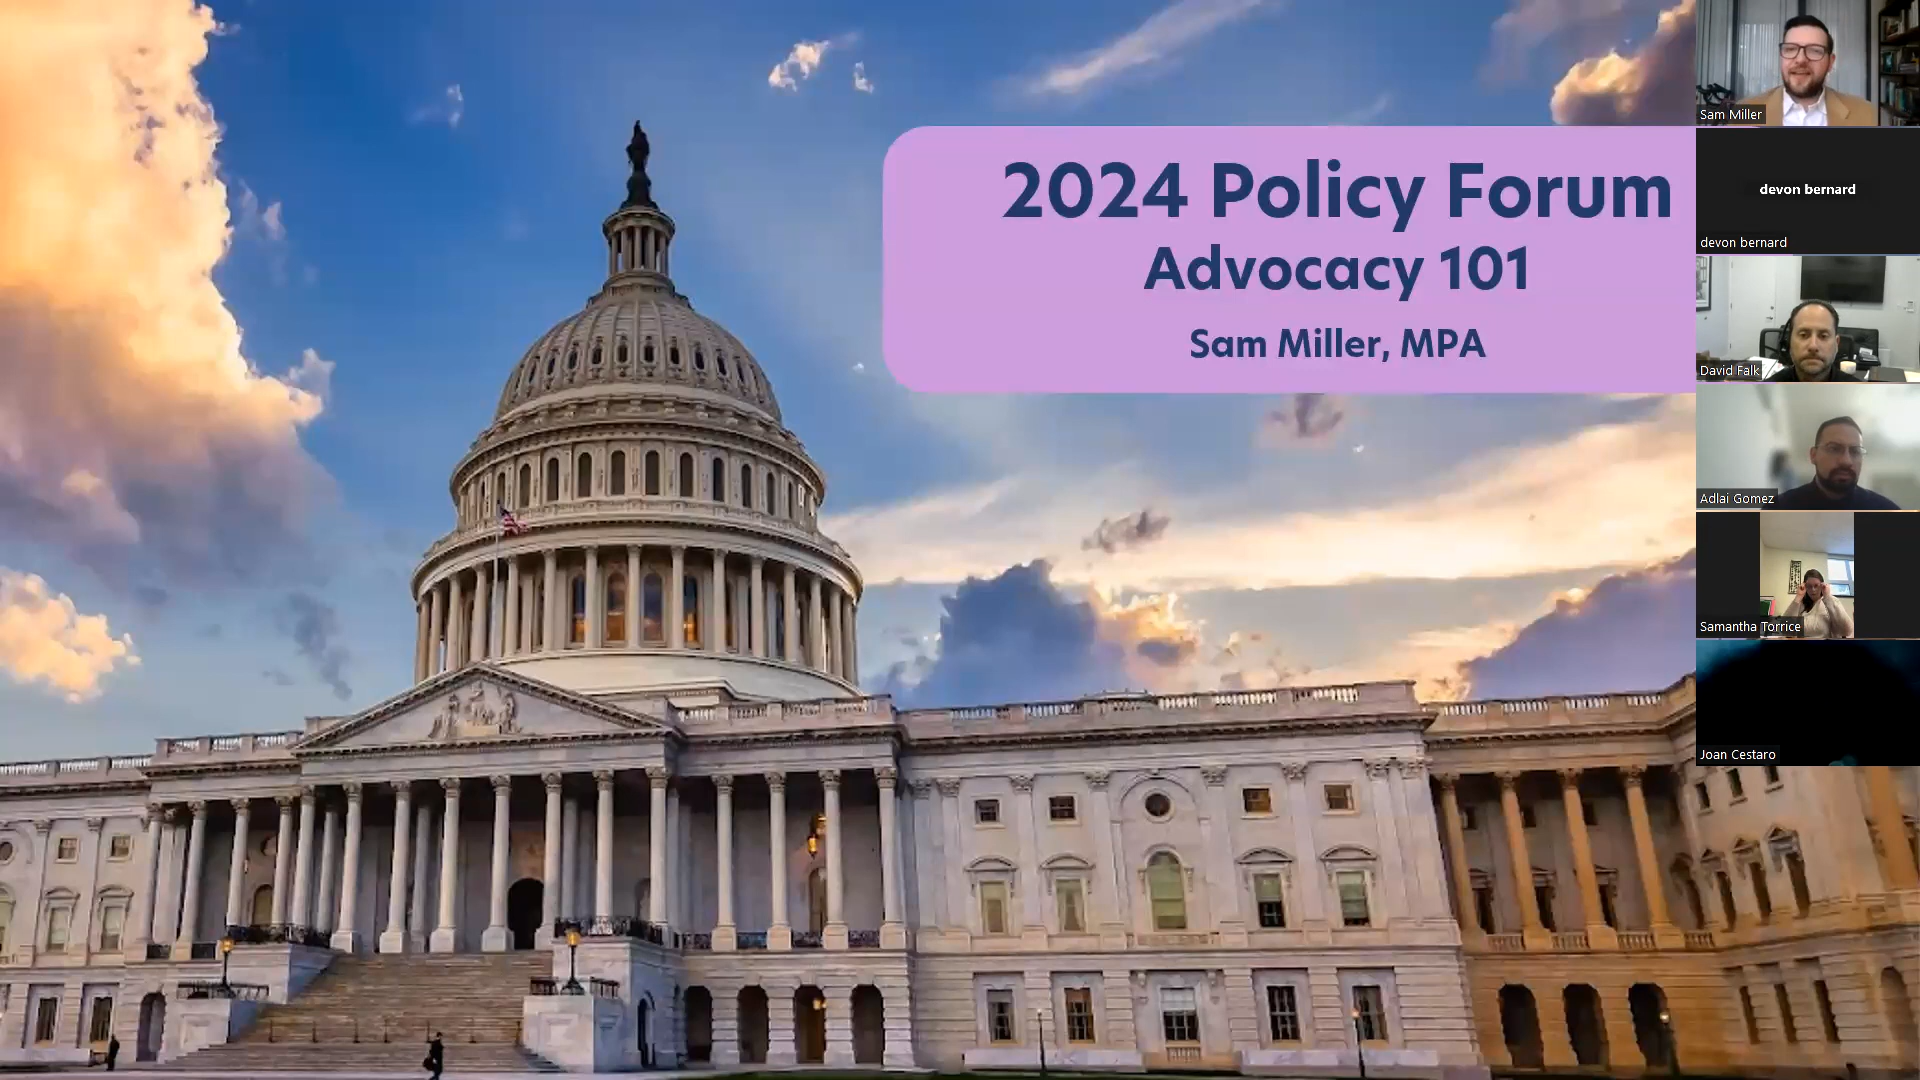 2024 Policy Forum
Advocacy 101
Sam Miller, MPA
Sam Miller
devon bernard
devon bernard
David Falk
Adlai Gomez
Samantha Torrice
Joan Cestaro